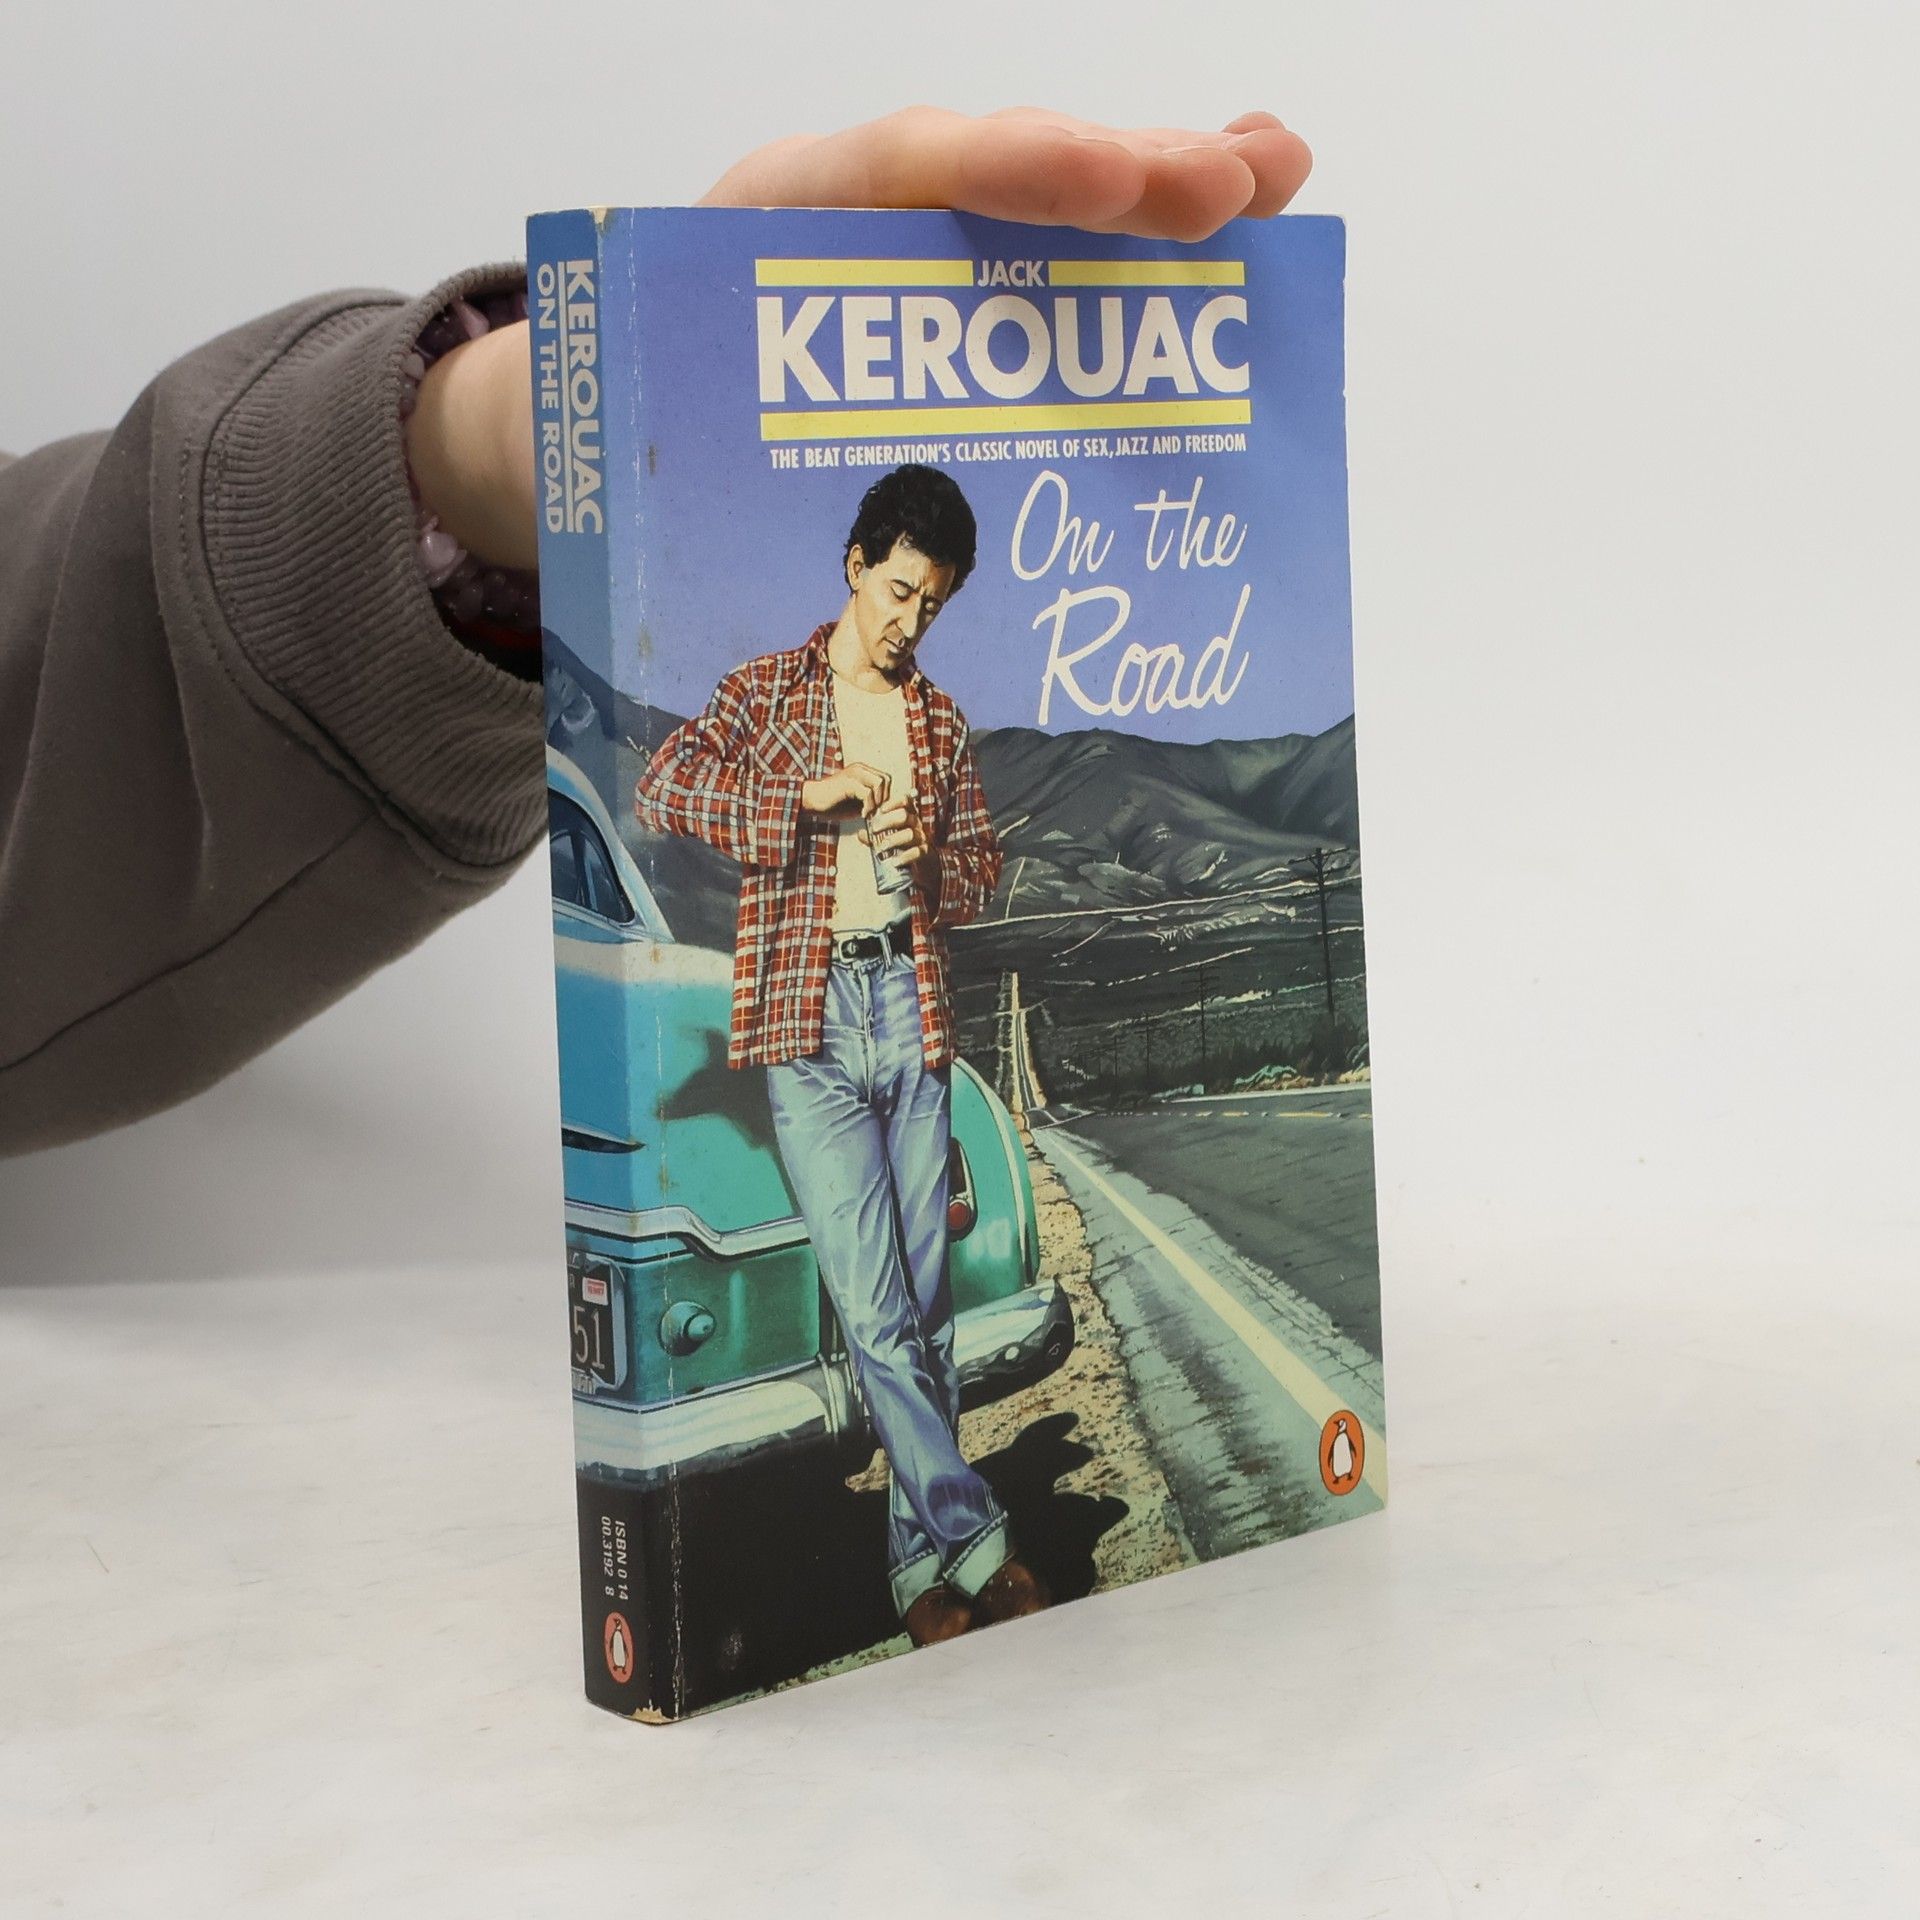 KEROUAC
ON THE ROAD
51
ISBN 0 14
00.3192 8
JACK
KEROUAC
THE BEAT GENERATION'S CLASSIC NOVEL OF SEX, JAZZ AND FREEDOM
On the
Road